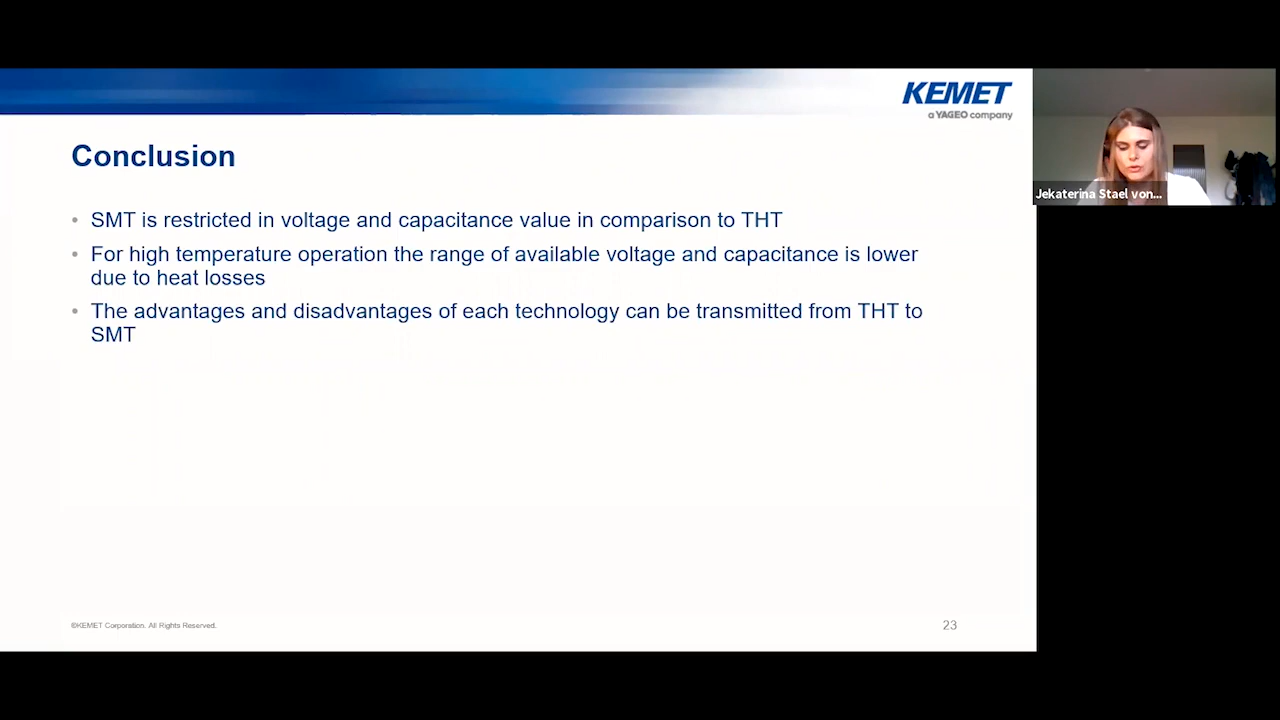 KEMET
a YAGEO company
Conclusion
• SMT is restricted in voltage and capacitance value in comparison to THT
• For high temperature operation the range of available voltage and capacitance is lower
due to heat losses
• The advantages and disadvantages of each technology can be transmitted from THT to
SMT
©KEMET Corporation. All Rights Reserved.
23
Jekaterina Stael von...